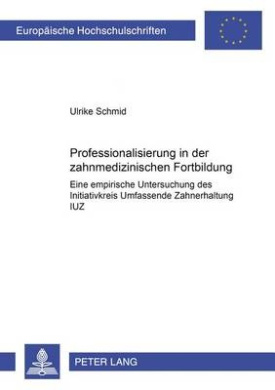 Europäische Hochschulschriften
Ulrike Schmid
Professionalisierung in der
zahnmedizinischen Fortbildung
Eine empirische Untersuchung des
Initiativkreis Umfassende Zahnerhaltung
IUZ
PETER LANG